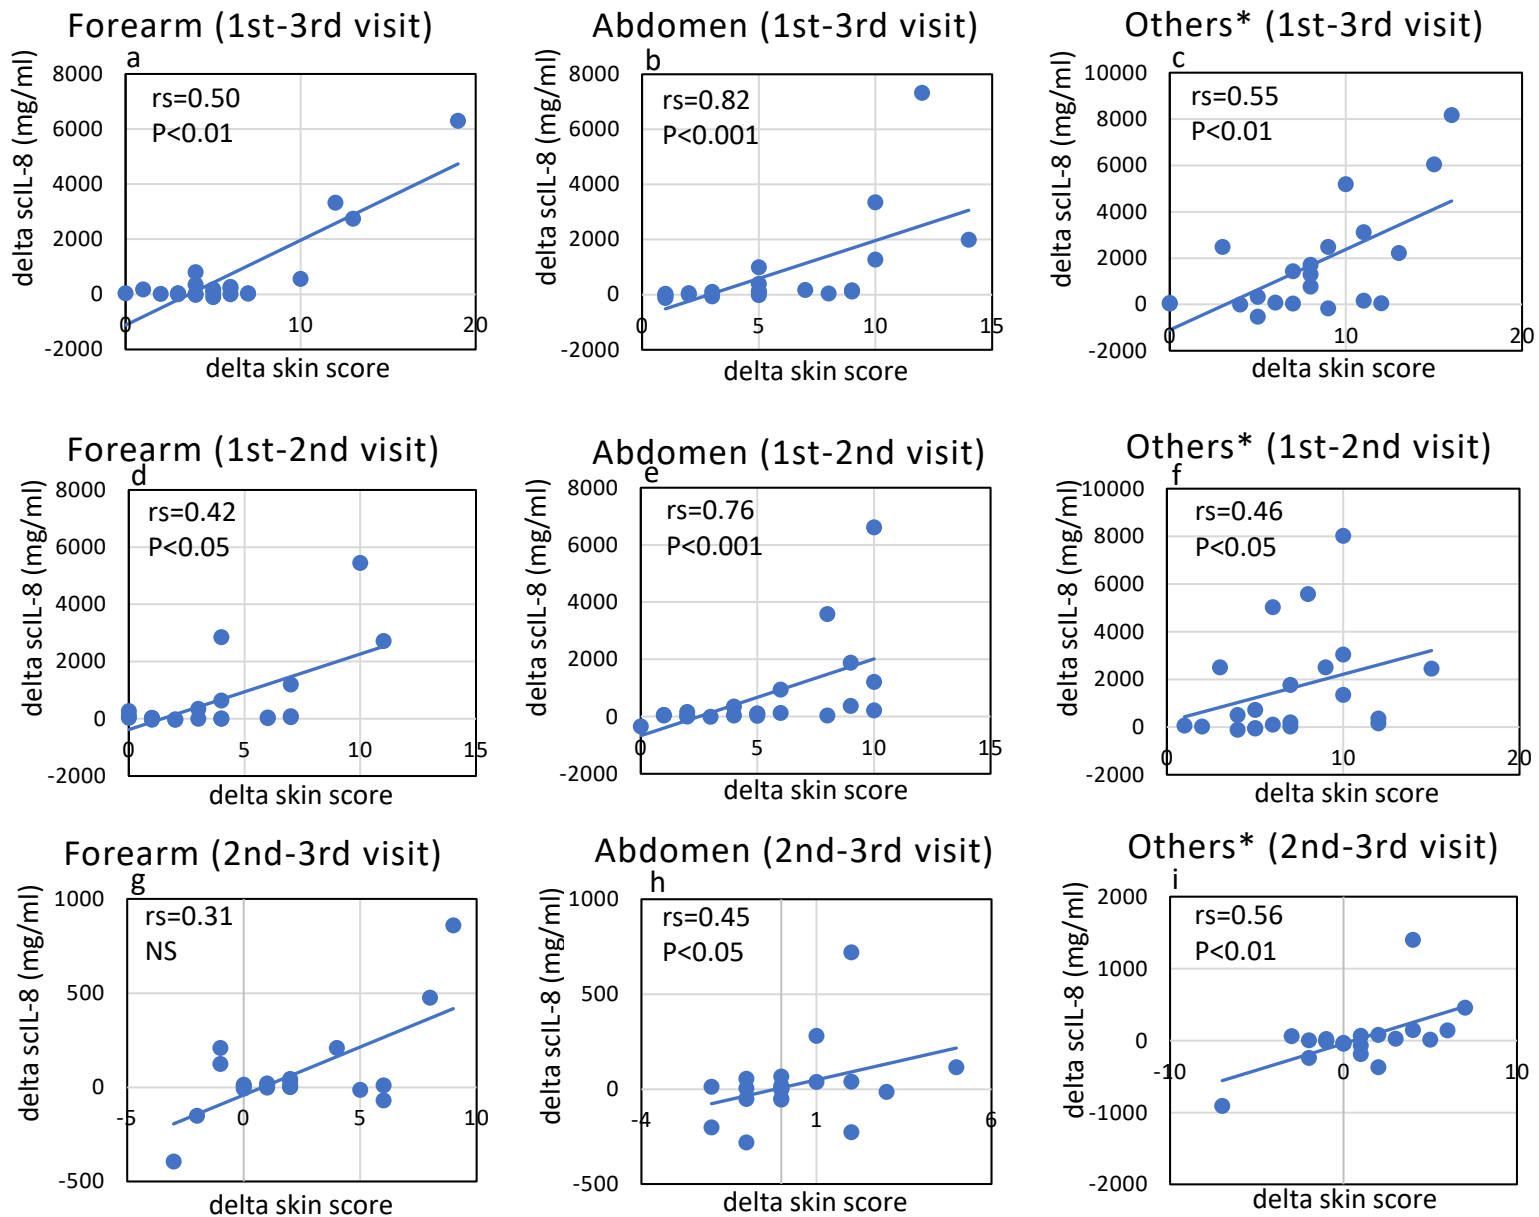 Forearm (1st-3rd visit)
a
delta scIL-8 (mg/ml)
8000
6000
4000
2000
0
-2000
rs=0.50
P<0.01
0
10
20
delta skin score
Abdomen (1st-3rd visit)
b
delta scIL-8 (mg/ml)
8000
6000
4000
2000
0
-2000
rs=0.82
P<0.001
0
5
10
15
delta skin score
Others* (1st-3rd visit)
c
delta scIL-8 (mg/ml)
10000
8000
6000
4000
2000
0
-2000
rs=0.55
P<0.01
0
10
20
delta skin score
Forearm (1st-2nd visit)
d
delta scIL-8 (mg/ml)
8000
6000
4000
2000
0
-2000
rs=0.42
P<0.05
0
5
10
15
delta skin score
Abdomen (1st-2nd visit)
e
delta scIL-8 (mg/ml)
8000
6000
4000
2000
0
-2000
rs=0.76
P<0.001
0
5
10
15
delta skin score
Others* (1st-2nd visit)
f
delta scIL-8 (mg/ml)
10000
8000
6000
4000
2000
0
-2000
rs=0.46
P<0.05
0
10
20
delta skin score
Forearm (2nd-3rd visit)
g
delta scIL-8 (mg/ml)
1000
500
0
-500
rs=0.31
NS
-5
0
5
10
delta skin score
Abdomen (2nd-3rd visit)
h
delta scIL-8 (mg/ml)
1000
500
0
-500
rs=0.45
P<0.05
-4
1
6
delta skin score
Others* (2nd-3rd visit)
i
delta scIL-8 (mg/ml)
2000
1000
0
-1000
-2000
rs=0.56
P<0.01
-10
0
10
delta skin score